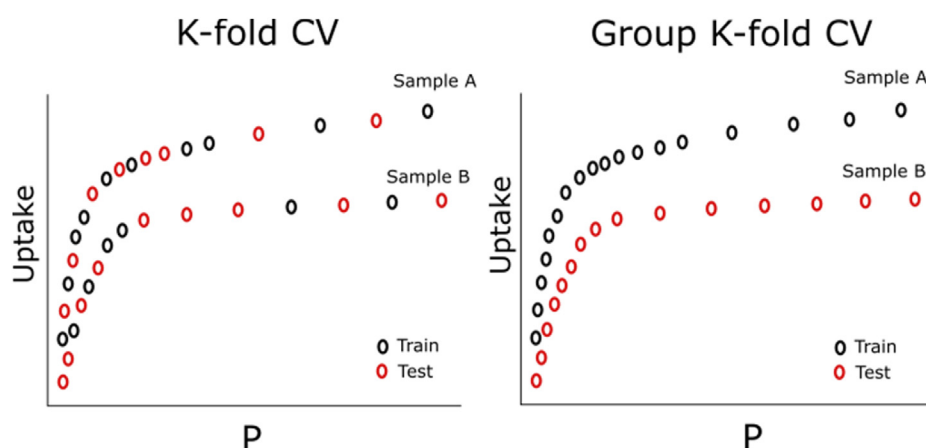 K-fold CV
Sample A
Sample B
Uptake
Train
Test
P
Group K-fold CV
Sample A
Sample B
Uptake
Train
Test
P